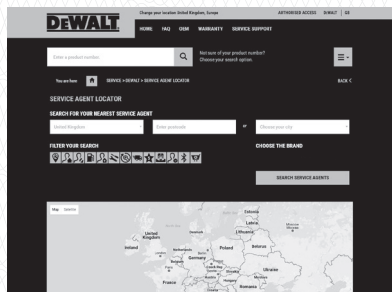 Change your location United Kingdom, Europe
AUTHORISED ACCESS DEWALT GB
DEWALT
HOME FAQ OEM WARRANTY SERVICE SUPPORT
Enter a product number.
Not sure of your product number?
Choose your search option.
You are here: SERVICE > DEWALT > SERVICE AGENT LOCATOR
BACK <
SERVICE AGENT LOCATOR
SEARCH FOR YOUR NEAREST SERVICE AGENT
United Kingdom
Enter postcode
or
Choose your city
FILTER YOUR SEARCH
CHOOSE THE BRAND
SEARCH SERVICE AGENTS
Map Satellite
Estonia
Latvia
Lithuania
Denmark
United
Kingdom
Ireland
Netherlands
Poland
Belarus
Germany
Belgium
Ukraine
France
Romania